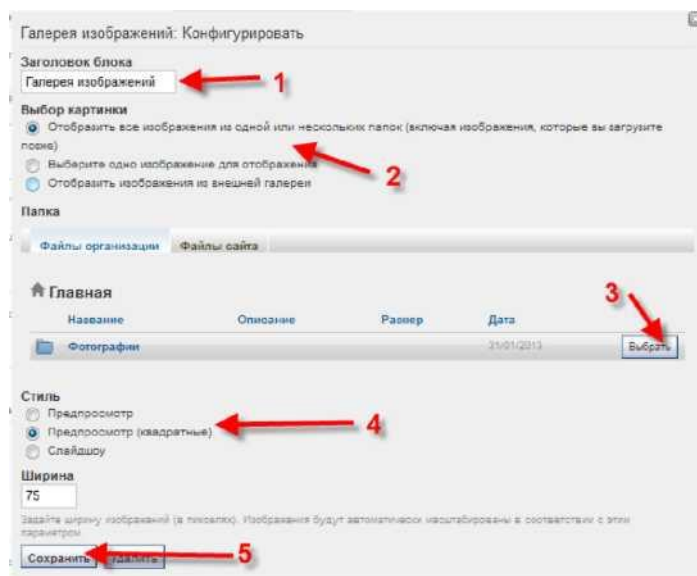 Галерея изображений: Конфигурировать
Заголовок блока
Галерея изображений
1
Выбор картинки
Отобразить все изображения из одной или нескольких папок (включая изображения, которые вы загрузите
позже)
Выберите одно изображение для отображения
2
Отобразить изображения из внешней галереи
Папка
Файлы организации Файлы сайта
Главная
3
Название Описание Размер Дата
Фотографии 31/01/2013 Выбрать
Стиль
Предпросмотр
Предпросмотр (квадратные)
4
Слайдшоу
Ширина
75
Задайте ширину изображений (в пикселях). Изображения будут автоматически масштабированы в соответствии с этим
параметром
Сохранить Удалить
5